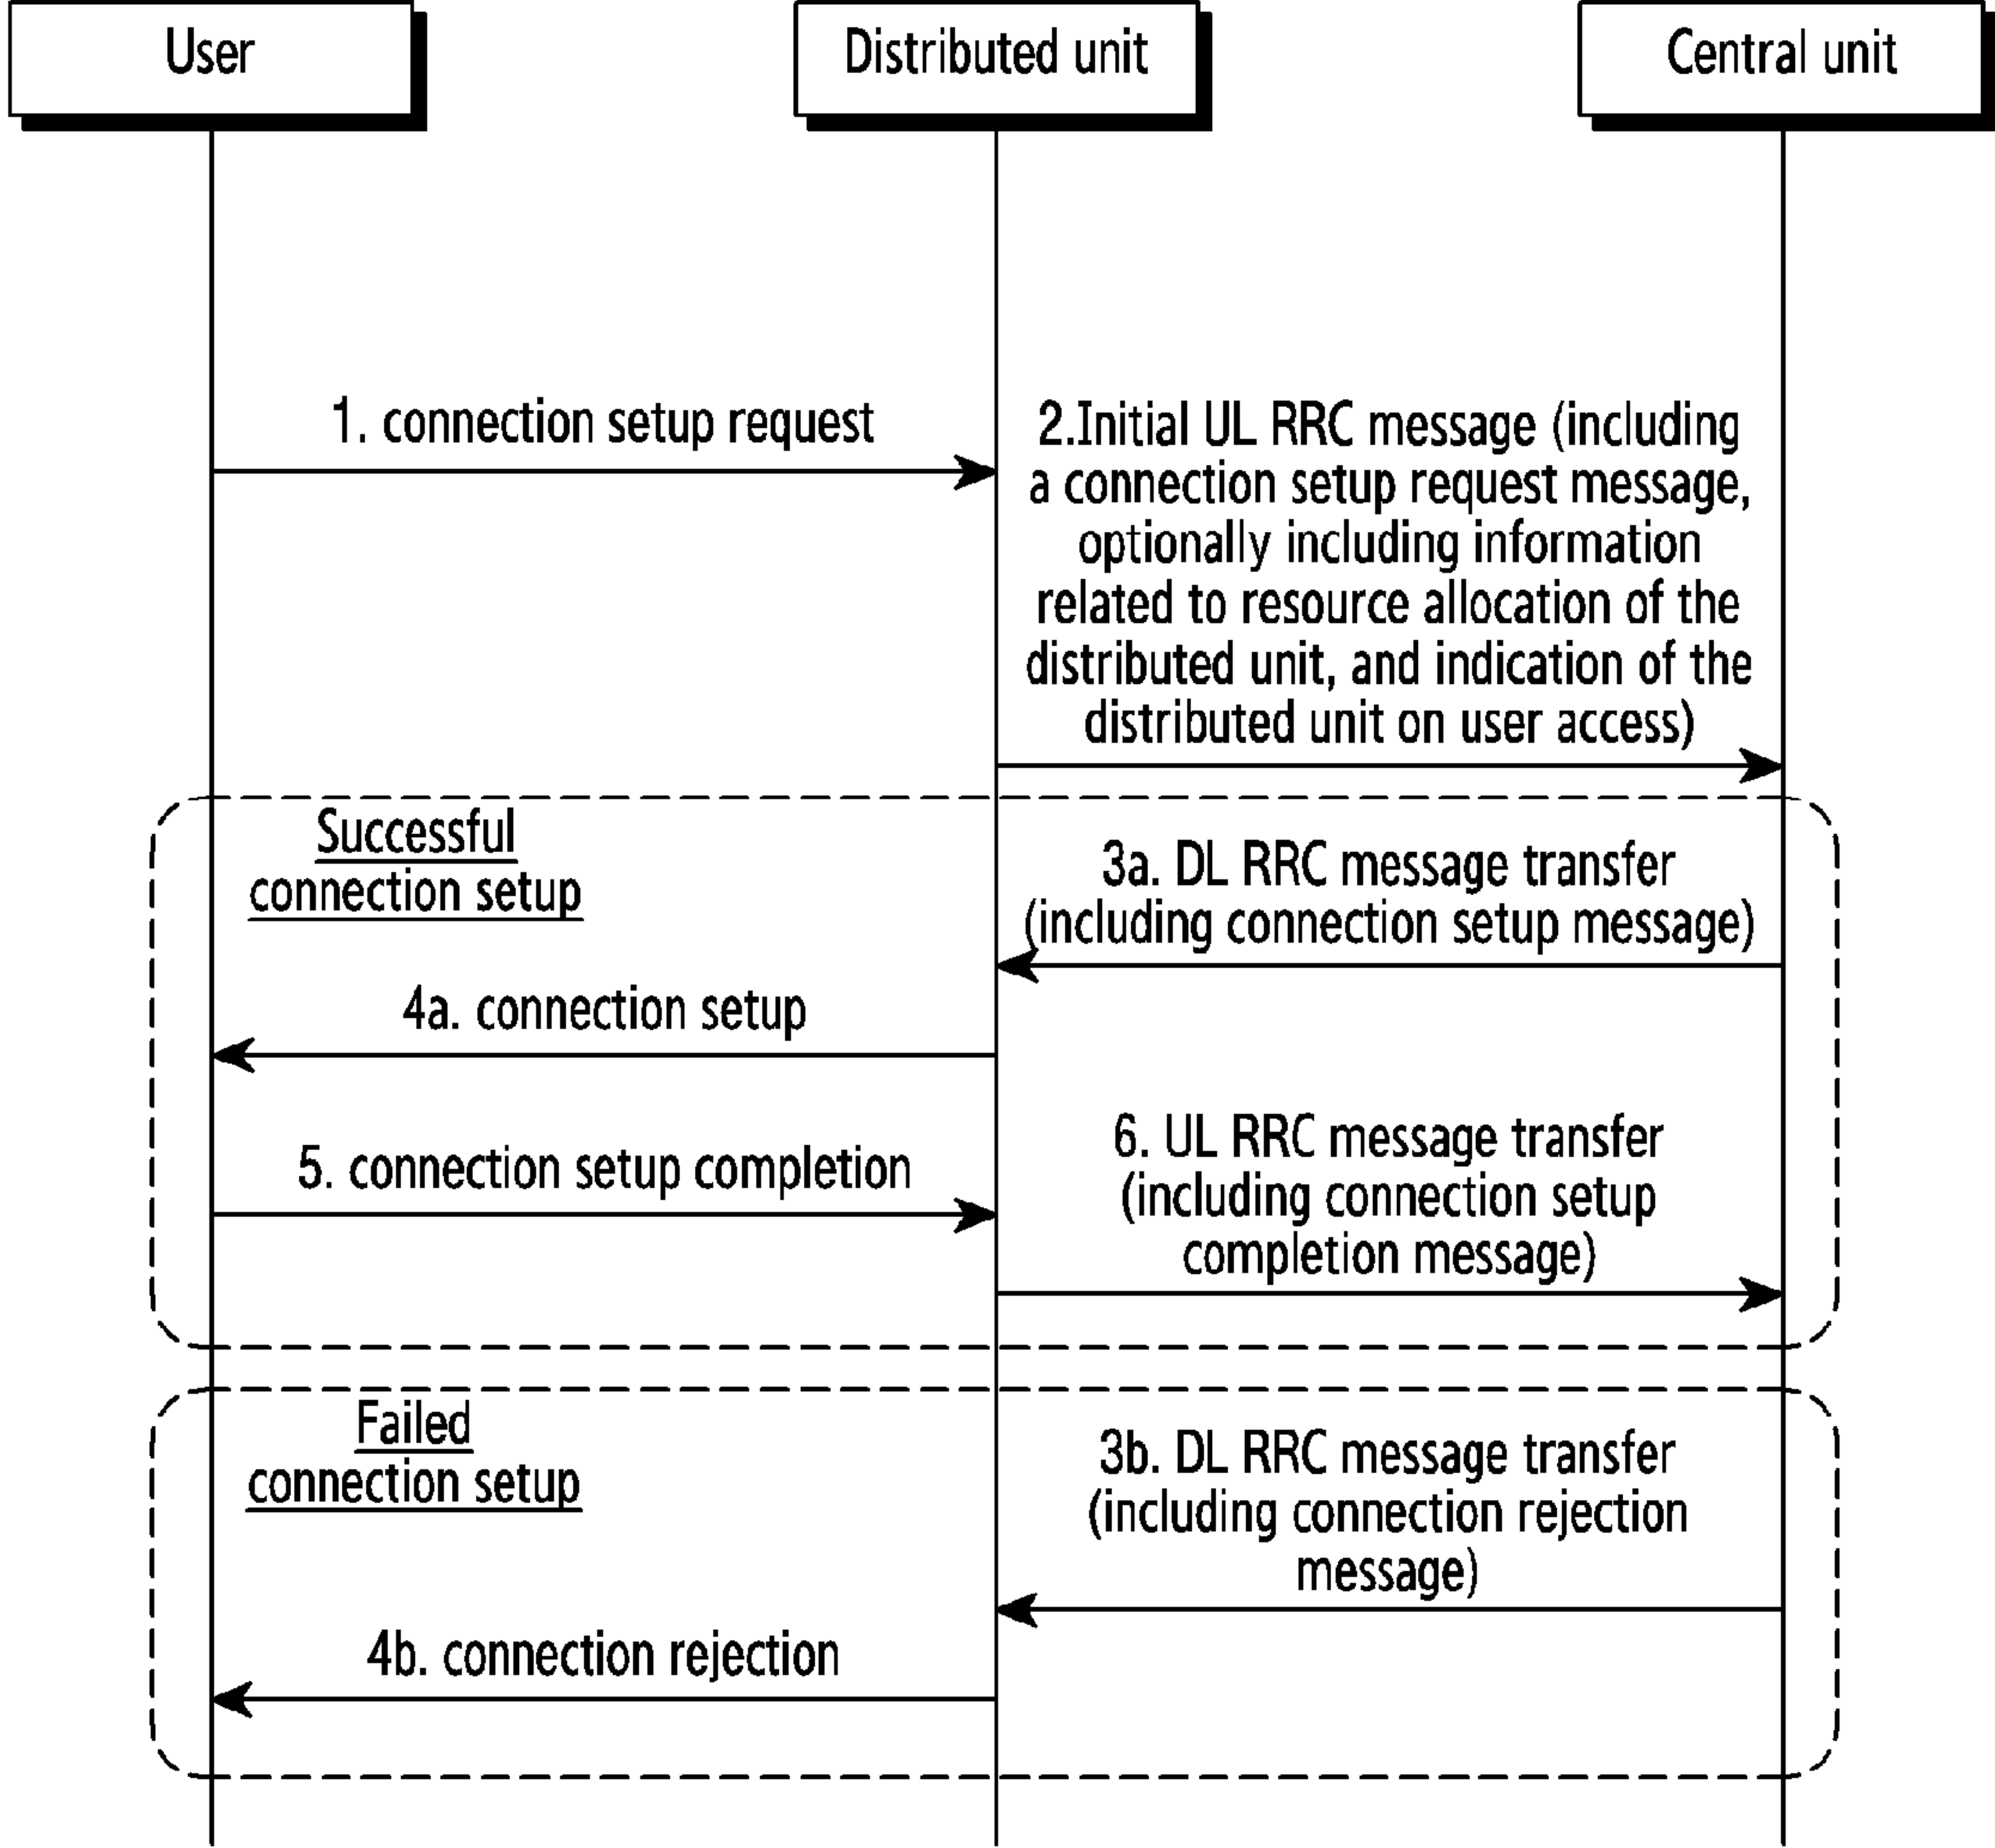 User
Distributed unit
Central unit
1. connection setup request
2.Initial UL RRC message (including
a connection setup request message,
optionally including information
related to resource allocation of the
distributed unit, and indication of the
distributed unit on user access)
Successful
connection setup
3a. DL RRC message transfer
(including connection setup message)
4a. connection setup
5. connection setup completion
6. UL RRC message transfer
(including connection setup
completion message)
Failed
connection setup
3b. DL RRC message transfer
(including connection rejection
message)
4b. connection rejection